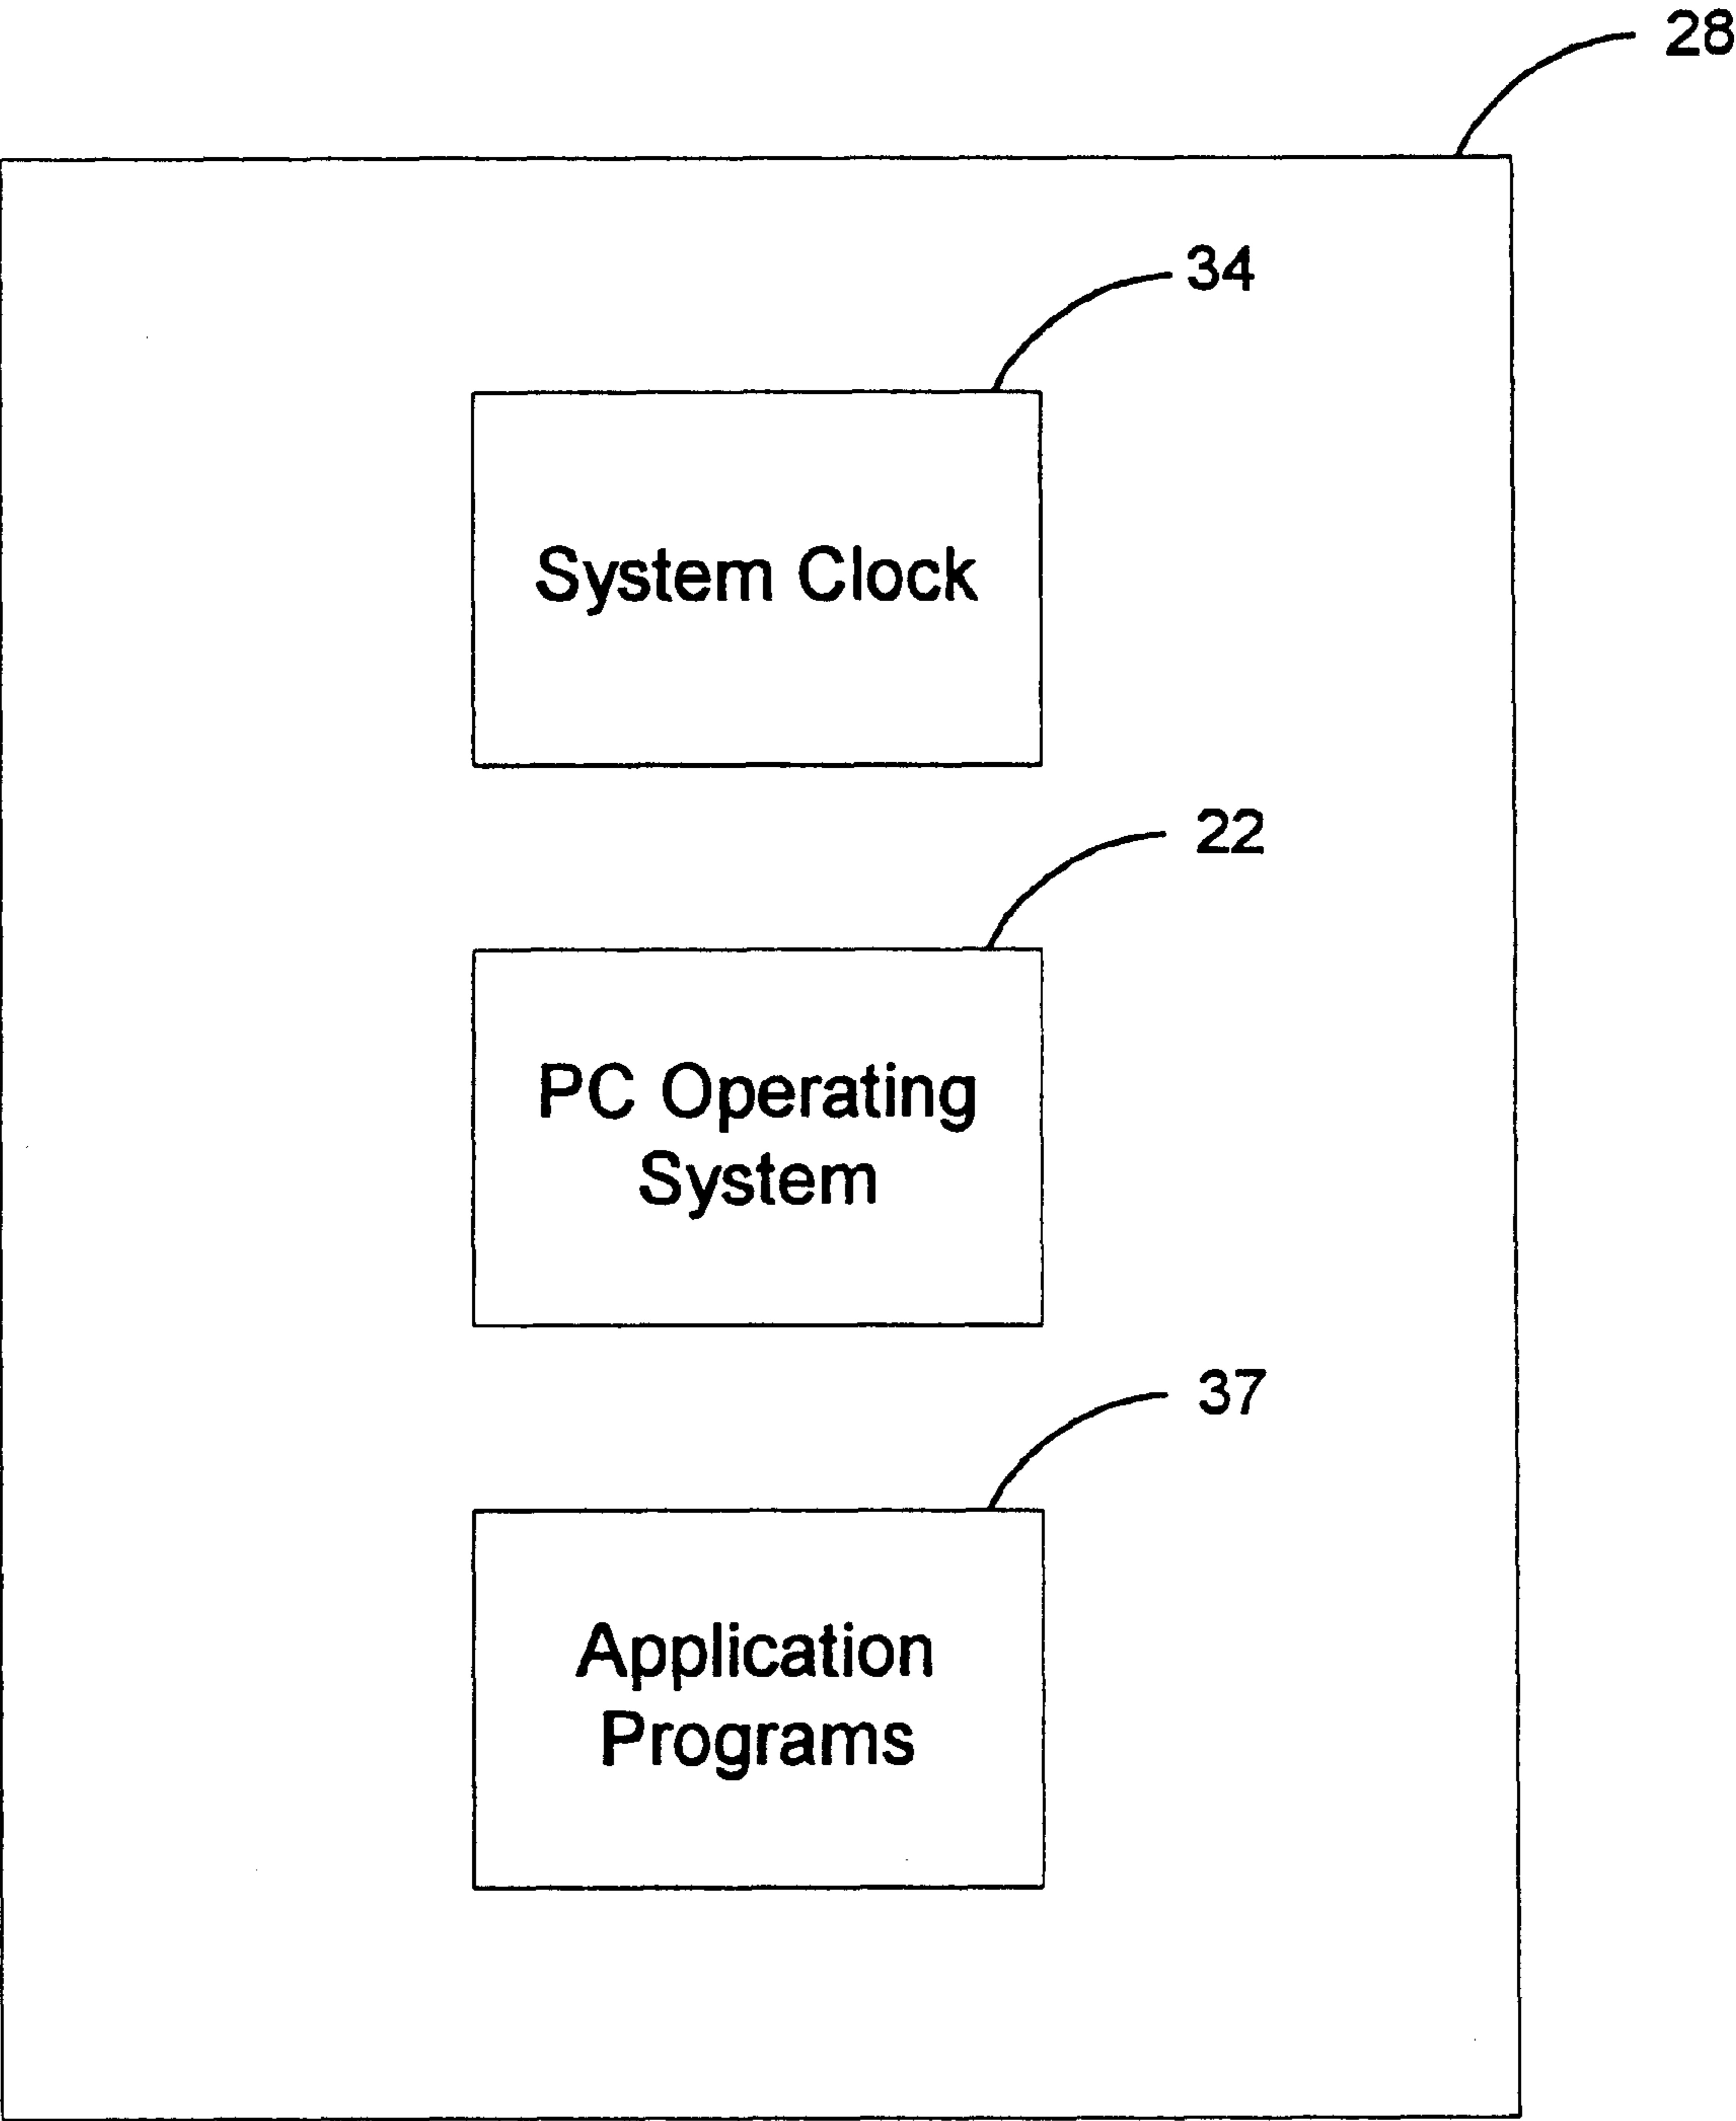 28
34
System Clock
22
PC Operating
System
37
Application
Programs